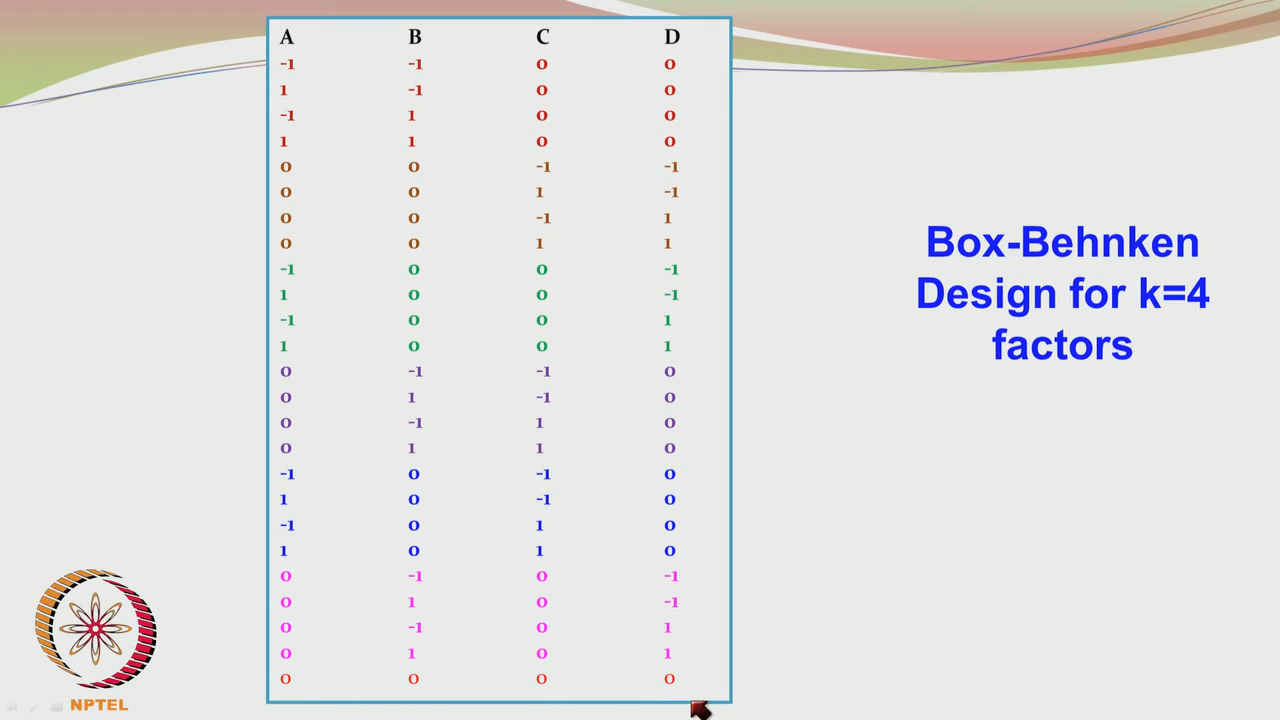 A B C D
-1 -1 0 0
1 -1 0 0
-1 1 0 0
1 1 0 0
0 0 -1 -1
0 0 1 -1
0 0 -1 1
0 0 1 1
-1 0 0 -1
1 0 0 -1
-1 0 0 1
1 0 0 1
0 -1 -1 0
0 1 -1 0
0 -1 1 0
0 1 1 0
-1 0 -1 0
1 0 -1 0
-1 0 1 0
1 0 1 0
0 -1 0 -1
0 1 0 -1
0 -1 0 1
0 1 0 1
0 0 0 0
Box-Behnken
Design for k=4
factors
NPTEL